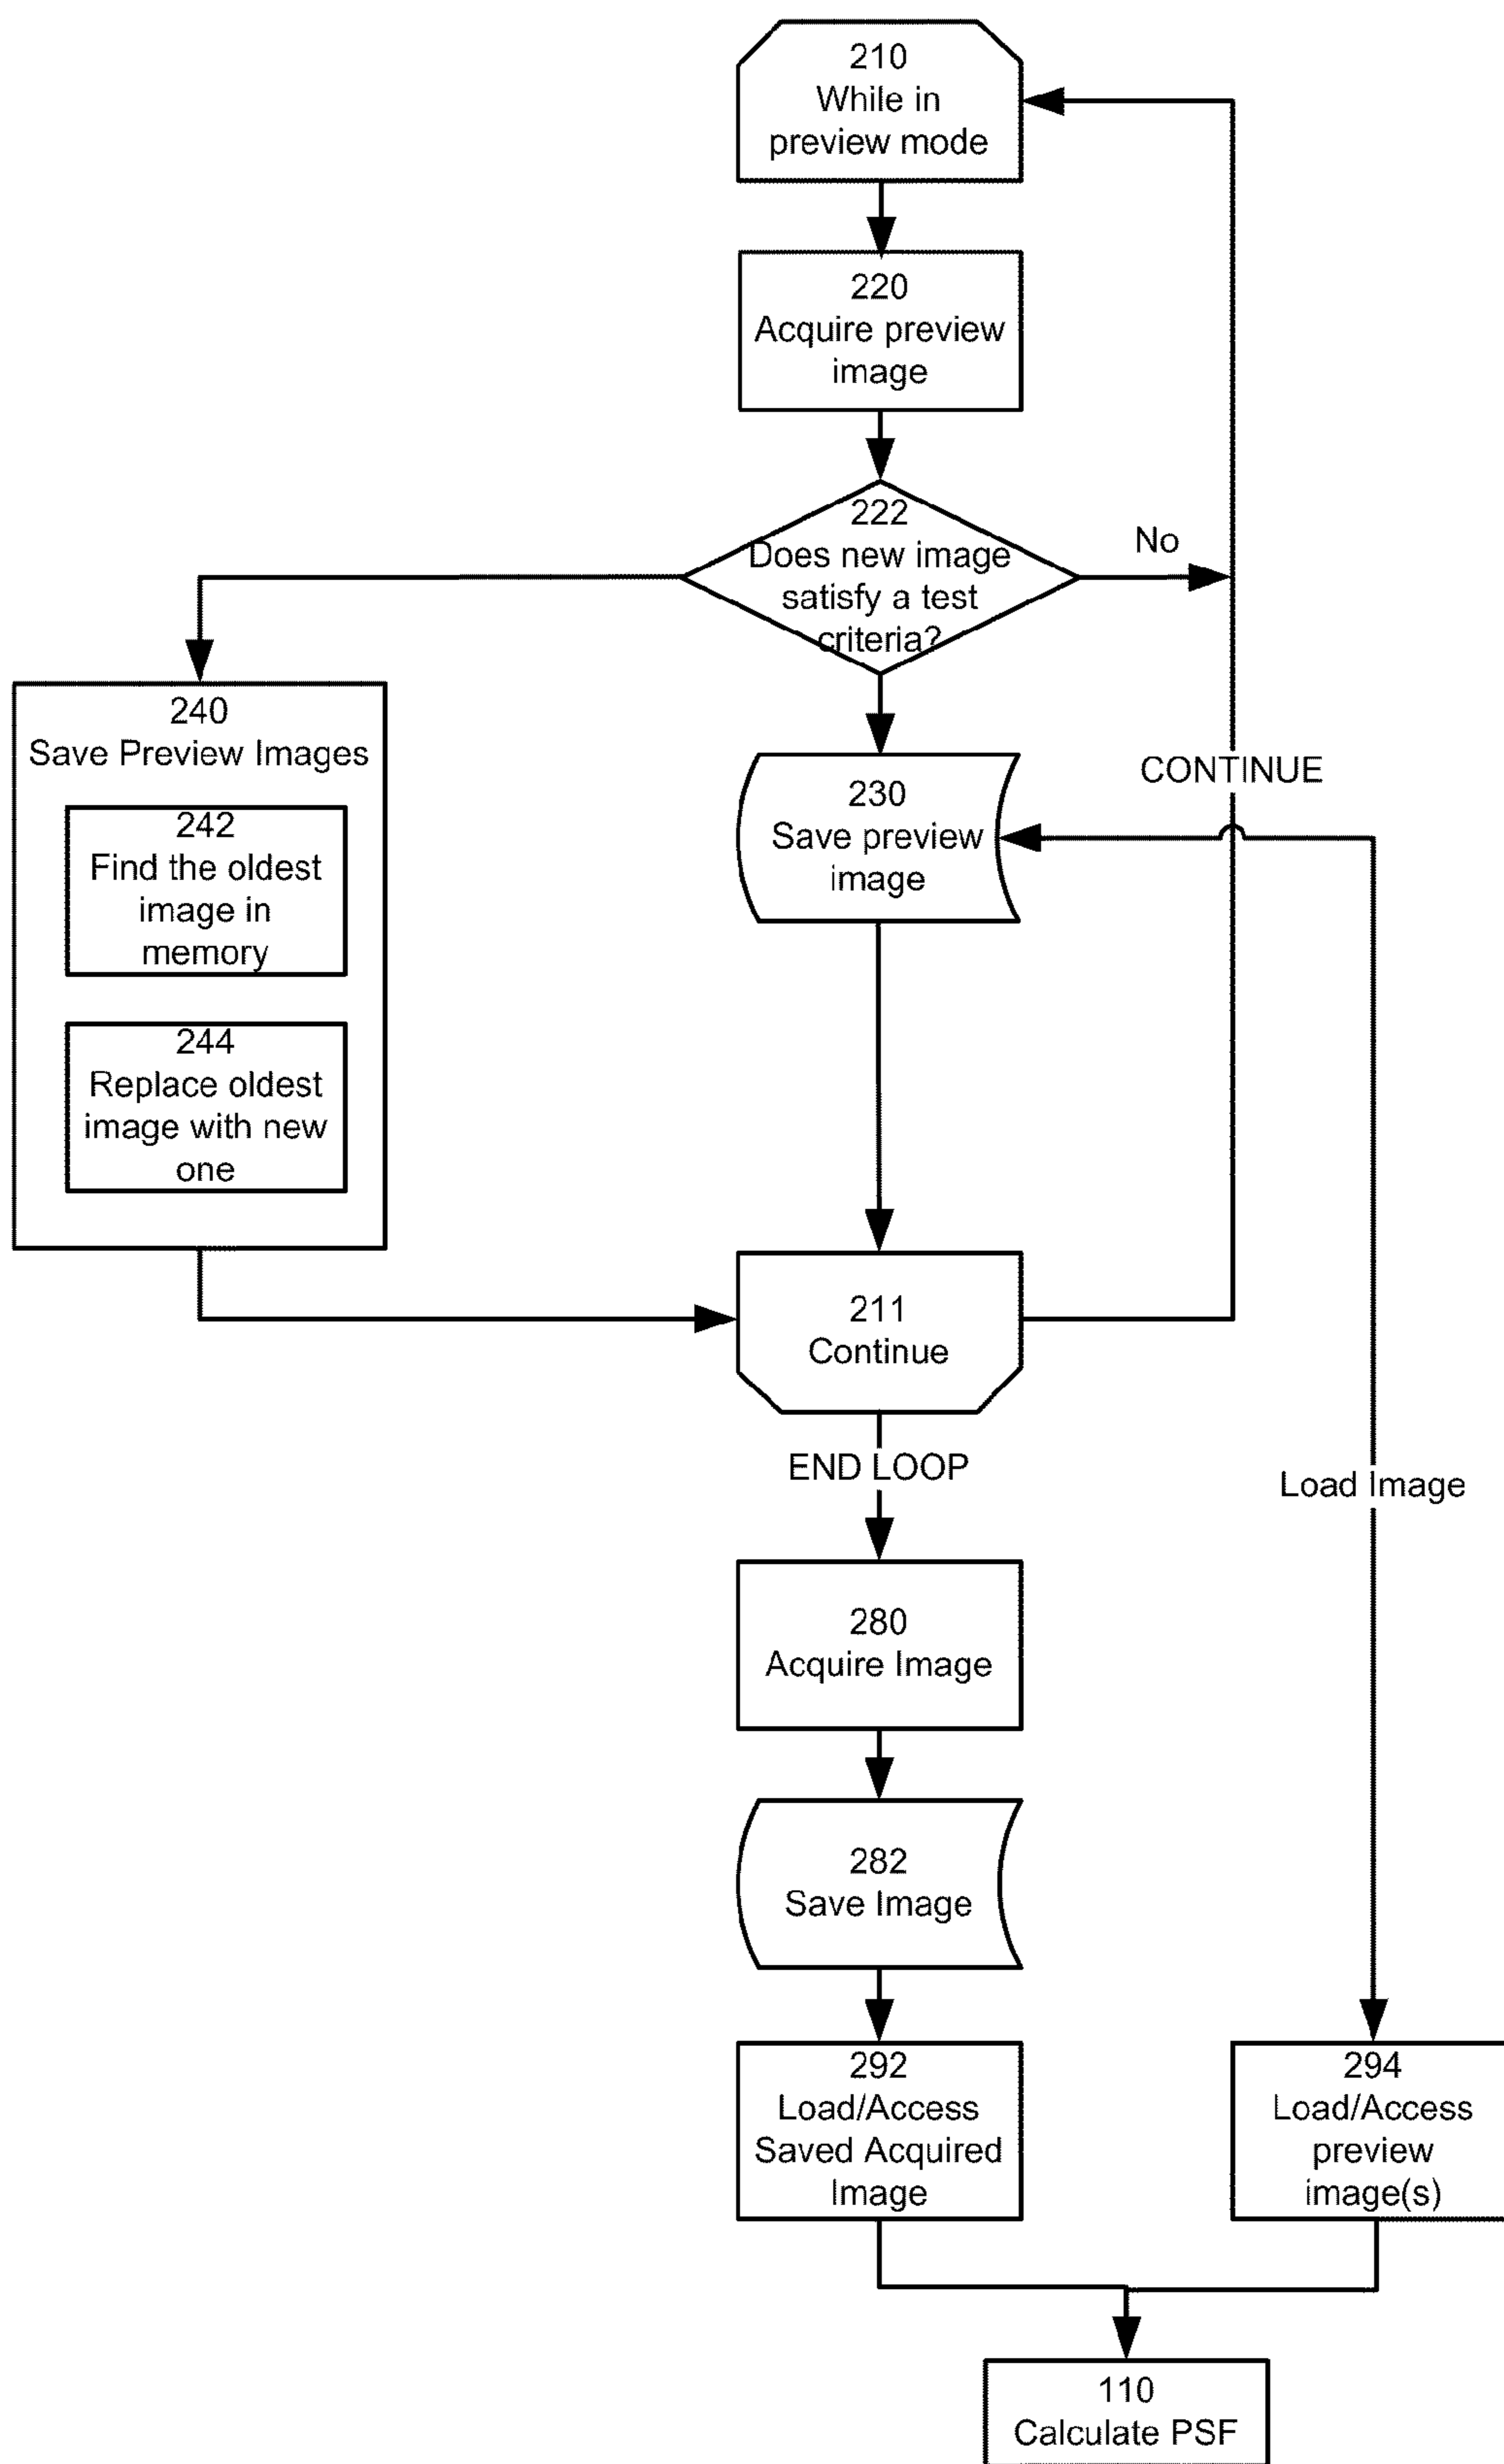 210
While in
preview mode
220
Acquire preview
image
222
Does new image
satisfy a test
criteria?
No
240
Save Preview Images
242
Find the oldest
image in
memory
244
Replace oldest
image with new
one
230
Save preview
image
CONTINUE
211
Continue
END LOOP
Load Image
280
Acquire Image
282
Save Image
292
Load/Access
Saved Acquired
Image
294
Load/Access
preview
image(s)
110
Calculate PSF